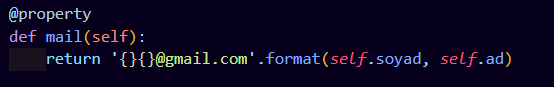 @property
def mail(self):
    return '{}{}@gmail.com'.format(self.soyad, self.ad)